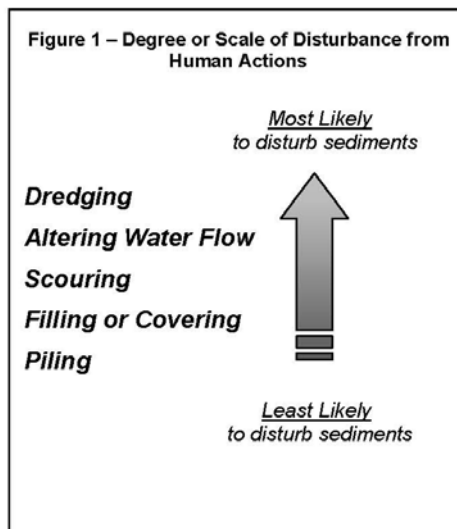 Figure 1 – Degree or Scale of Disturbance from
Human Actions
Most Likely
to disturb sediments
Dredging
Altering Water Flow
Scouring
Filling or Covering
Piling
Least Likely
to disturb sediments